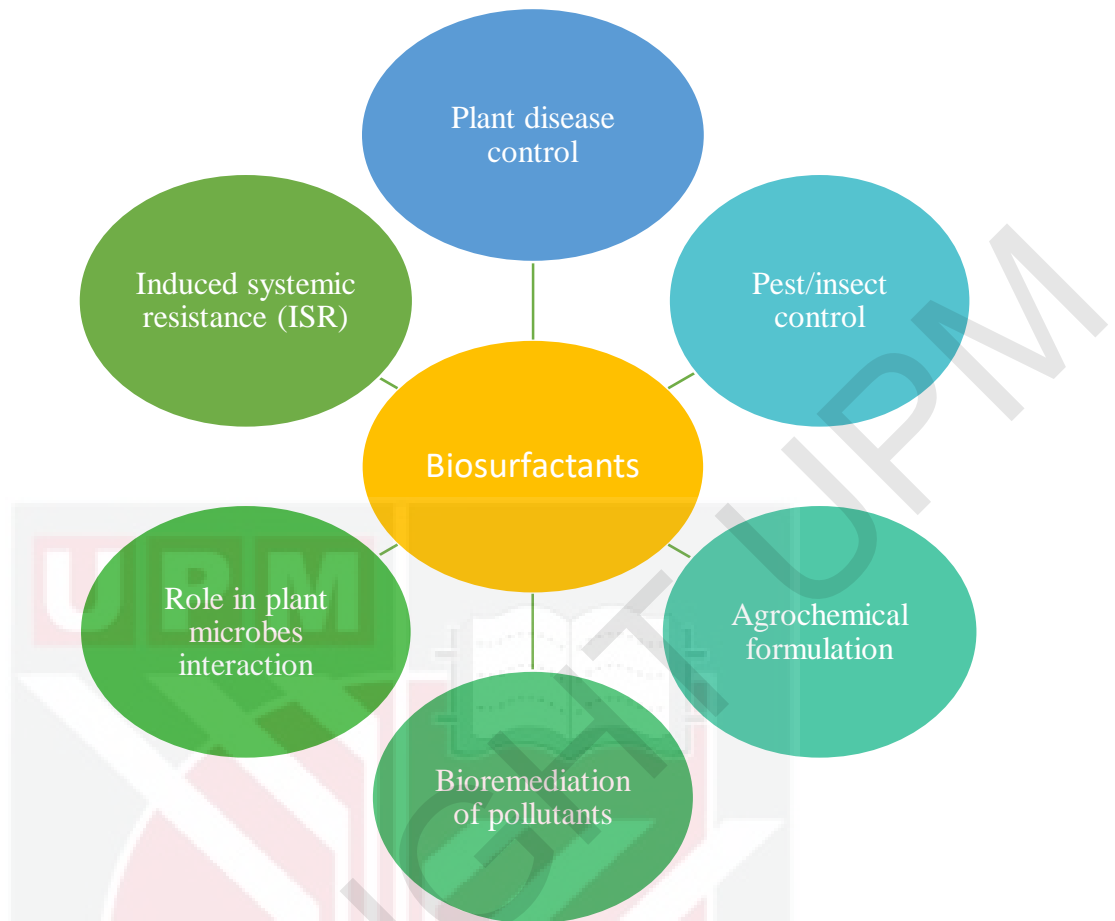 Plant disease
control
Pest/insect
control
Agrochemical
formulation
Bioremediation
of pollutants
Role in plant
microbes
interaction
Induced systemic
resistance (ISR)
Biosurfactants
UPM
IGHT UPM